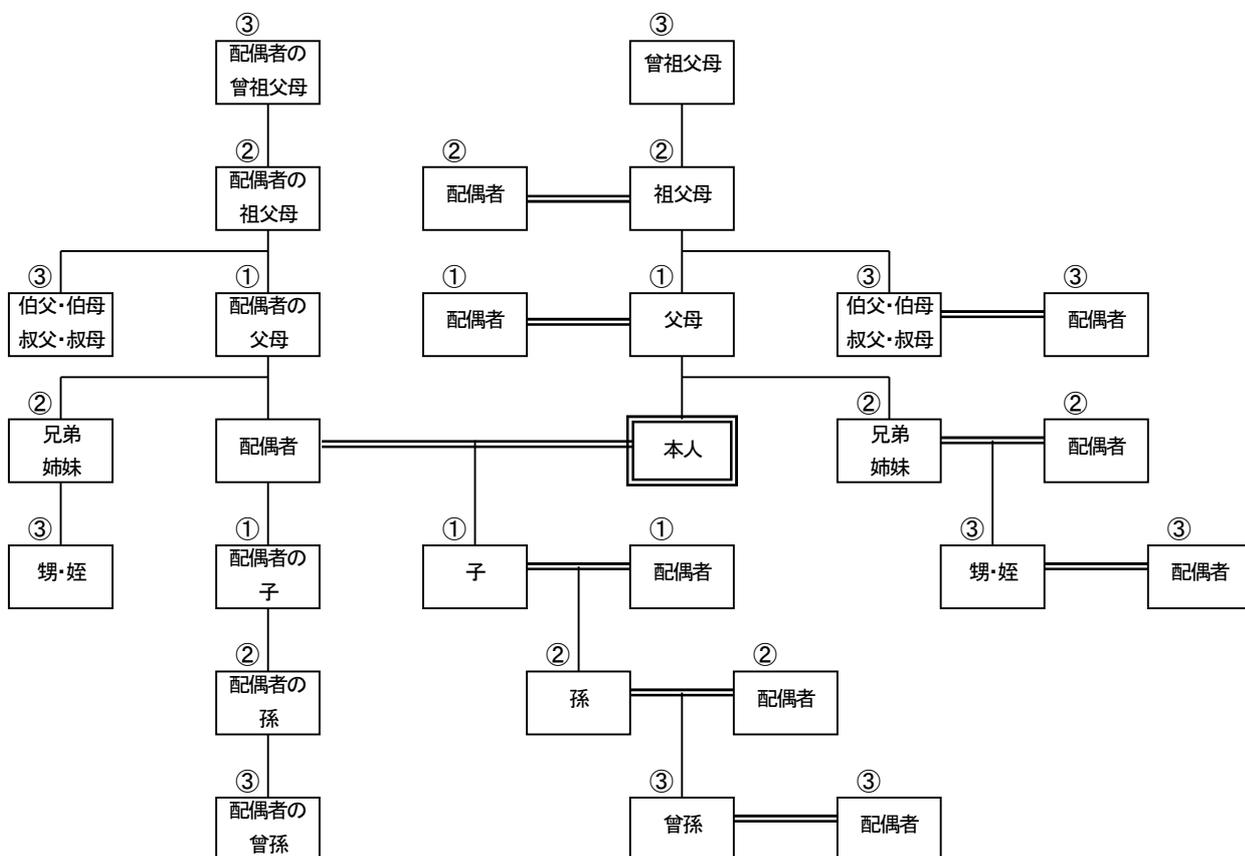 ③ ③
配偶者の
曾祖父母
曾祖父母
② ② ②
配偶者の
祖父母
配偶者
祖父母
③ ① ① ① ③ ③
伯父・伯母
叔父・叔母
配偶者の
父母
配偶者
父母
伯父・伯母
叔父・叔母
配偶者
② ② ②
兄弟
姉妹
配偶者
本人
兄弟
姉妹
配偶者
③ ① ① ① ③ ③
甥・姪
配偶者の
子
子
配偶者
甥・姪
配偶者
② ② ②
配偶者の
孫
孫
配偶者
③ ③ ③
配偶者の
曾孫
曾孫
配偶者